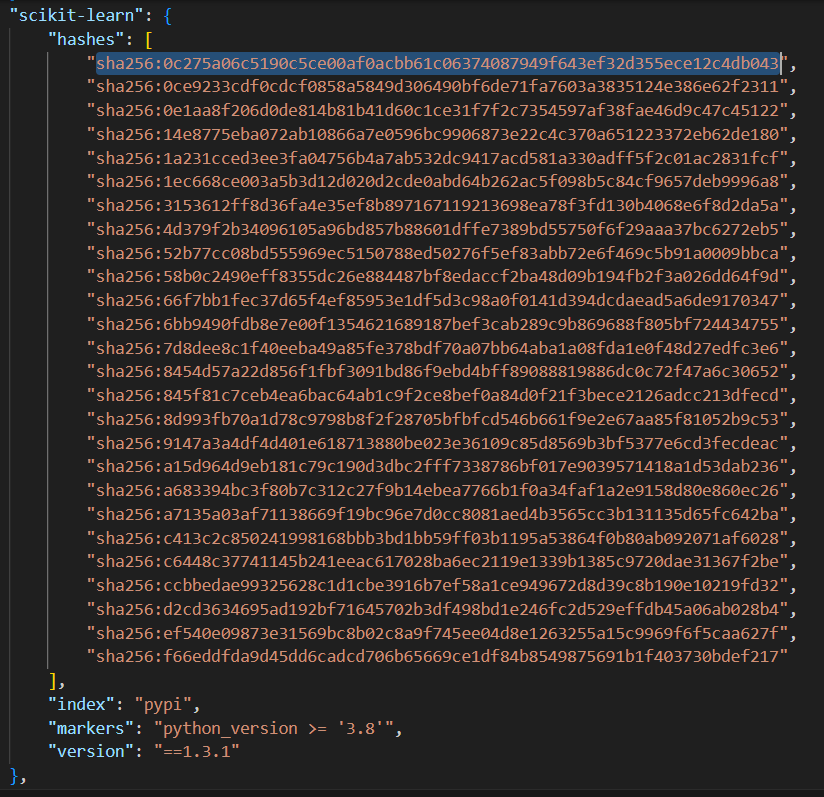 "scikit-learn": {
"hashes": [
"sha256:0c275a06c5190c5ce00af0acbb61c06374087949f643ef32d355ece12c4db043",
"sha256:0ce9233cdf0cdcf0858a5849d306490bf6de71fa7603a3835124e386e62f2311",
"sha256:0e1aa8f206d0de814b81b41d60c1ce31f7f2c7354597af38fae46d9c47c45122",
"sha256:14e8775eba072ab10866a7e0596bc9906873e22c4c370a651223372eb62de180",
"sha256:1a231cced3ee3fa04756b4a7ab532dc9417acd581a330adff5f2c01ac2831fcf",
"sha256:1ec668ce003a5b3d12d020d2cde0abd64b262ac5f098b5c84cf9657deb9996a8",
"sha256:3153612ff8d36fa4e35ef8b897167119213698ea78f3fd130b4068e6f8d2da5a",
"sha256:4d379f2b34096105a96bd857b88601dffe7389bd55750f6f29aaa37bc6272eb5",
"sha256:52b77cc08bd555969ec5150788ed50276f5ef83abb72e6f469c5b91a0009bbca",
"sha256:58b0c2490eff8355dc26e884487bf8edaccf2ba48d09b194fb2f3a026dd64f9d",
"sha256:66f7bb1fec37d65f4ef85953e1df5d3c98a0f0141d394dcdaead5a6de9170347",
"sha256:6bb9490fdb8e7e00f1354621689187bef3cab289c9b869688f805bf724434755",
"sha256:7d8dee8c1f40eeba49a85fe378bdf70a07bb64aba1a08fda1e0f48d27edfc3e6",
"sha256:8454d57a22d856f1fbf3091bd86f9ebd4bff89088819886dc0c72f47a6c30652",
"sha256:845f81c7ceb4ea6bac64ab1c9f2ce8bef0a84d0f21f3bece2126adcc213dfecd",
"sha256:8d993fb70a1d78c9798b8f2f28705bfbfcd546b661f9e2e67aa85f81052b9c53",
"sha256:9147a3a4df4d401e618713880be023e36109c85d8569b3bf5377e6cd3fecdeac",
"sha256:a15d964d9eb181c79c190d3dbc2fff7338786bf017e9039571418a1d53dab236",
"sha256:a683394bc3f80b7c312c27f9b14ebea7766b1f0a34faf1a2e9158d80e860ec26",
"sha256:a7135a03af71138669f19bc96e7d0cc8081aed4b3565cc3b131135d65fc642ba",
"sha256:c413c2c850241998168bbb3bd1bb59ff03b1195a53864f0b80ab092071af6028",
"sha256:c6448c37741145b241eeac617028ba6ec2119e1339b1385c9720dae31367f2be",
"sha256:ccbbedae99325628c1d1cbe3916b7ef58a1ce949672d8d39c8b190e10219fd32",
"sha256:d2cd3634695ad192bf71645702b3df498bd1e246fc2d529effdb45a06ab028b4",
"sha256:ef540e09873e31569bc8b02c8a9f745ee04d8e1263255a15c9969f6f5caa627f",
"sha256:f66eddfda9d45dd6cadcd706b65669ce1df84b8549875691b1f403730bdef217"
],
"index": "pypi",
"markers": "python_version >= '3.8'",
"version": "==1.3.1"
},